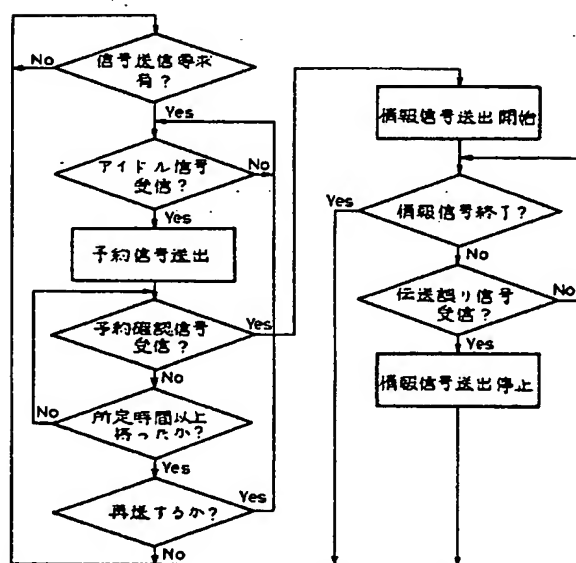 信号送信要求
有?
No
Yes
アイドル信号
受信?
No
Yes
予約信号送出
予約確認信号
受信?
Yes
No
所定時間以上
待ったか?
No
Yes
再送するか?
Yes
No
情報信号送出開始
情報信号終了?
Yes
No
伝送誤り信号
受信?
No
Yes
情報信号送出停止